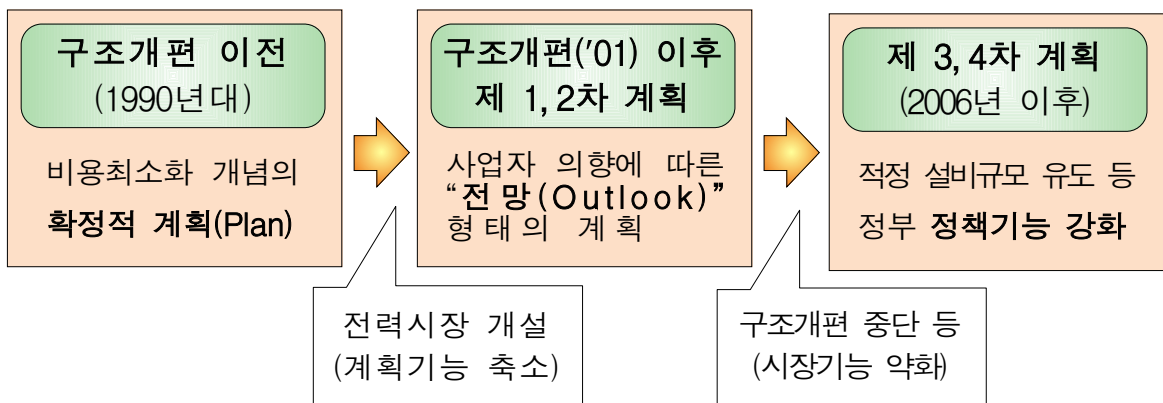 구조개편 이전
(1990년대)
비용최소화 개념의
확정적 계획(Plan)
구조개편('01) 이후
제 1, 2차 계획
사업자 의향에 따른
“전망(Outlook)”
형태의 계획
제 3, 4차 계획
(2006년 이후)
적정 설비규모 유도 등
정부 정책기능 강화
전력시장 개설
(계획기능 축소)
구조개편 중단 등
(시장기능 약화)